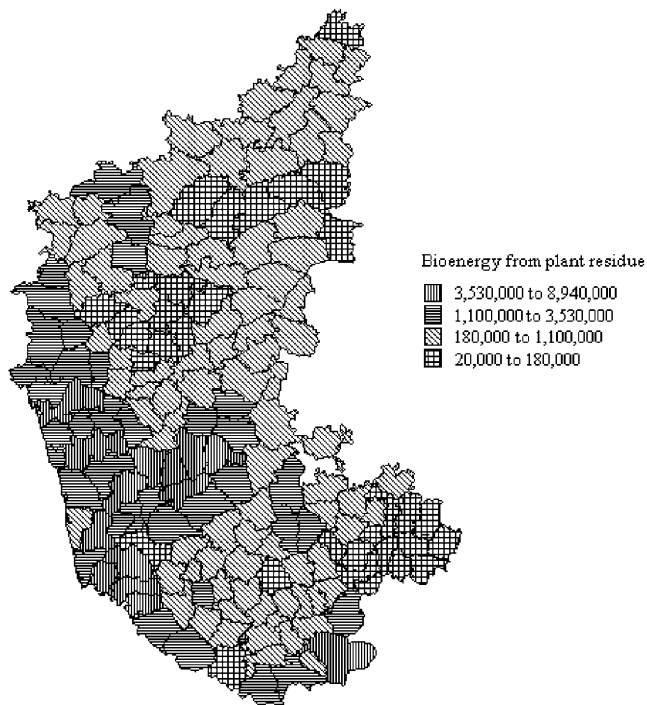 Bioenergy from plant residue
3,530,000 to 8,940,000
1,100,000 to 3,530,000
180,000 to 1,100,000
20,000 to 180,000